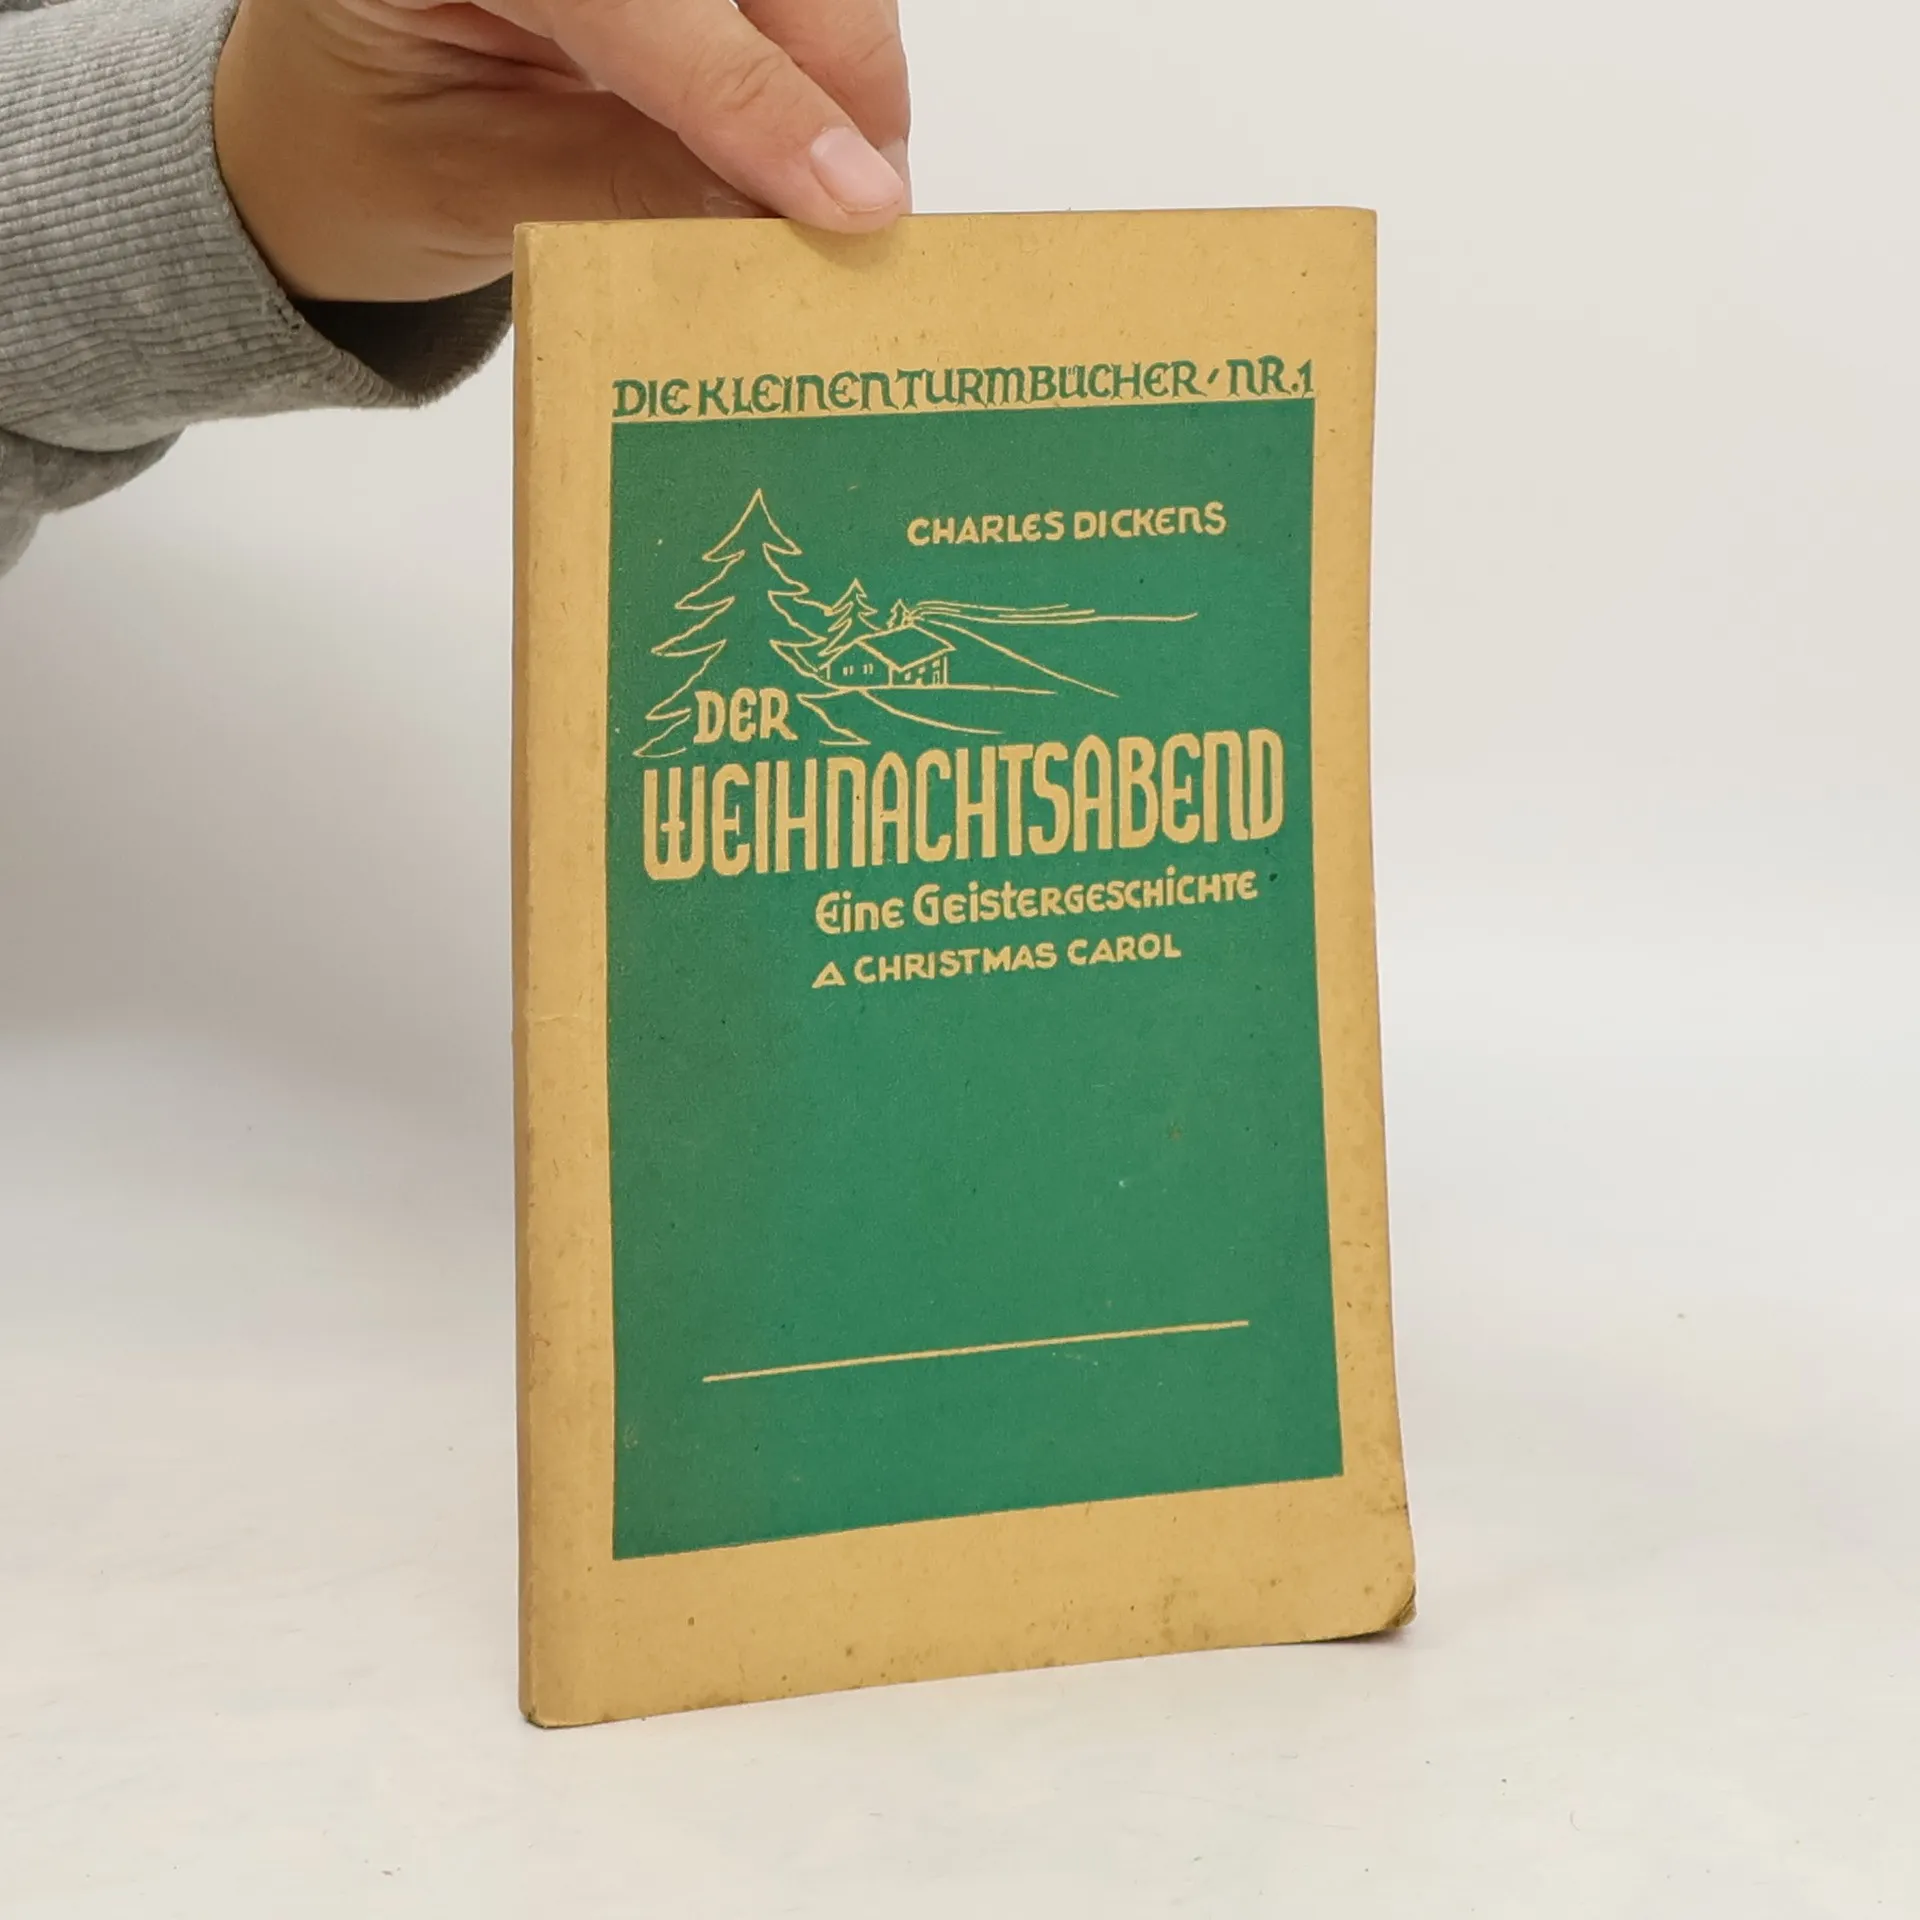 DIE KLEINEN TURMBÜCHER / NR. 1
CHARLES DICKENS
DER
WEIHNACHTSABEND
Eine GEISTERGESCHICHTE
A CHRISTMAS CAROL